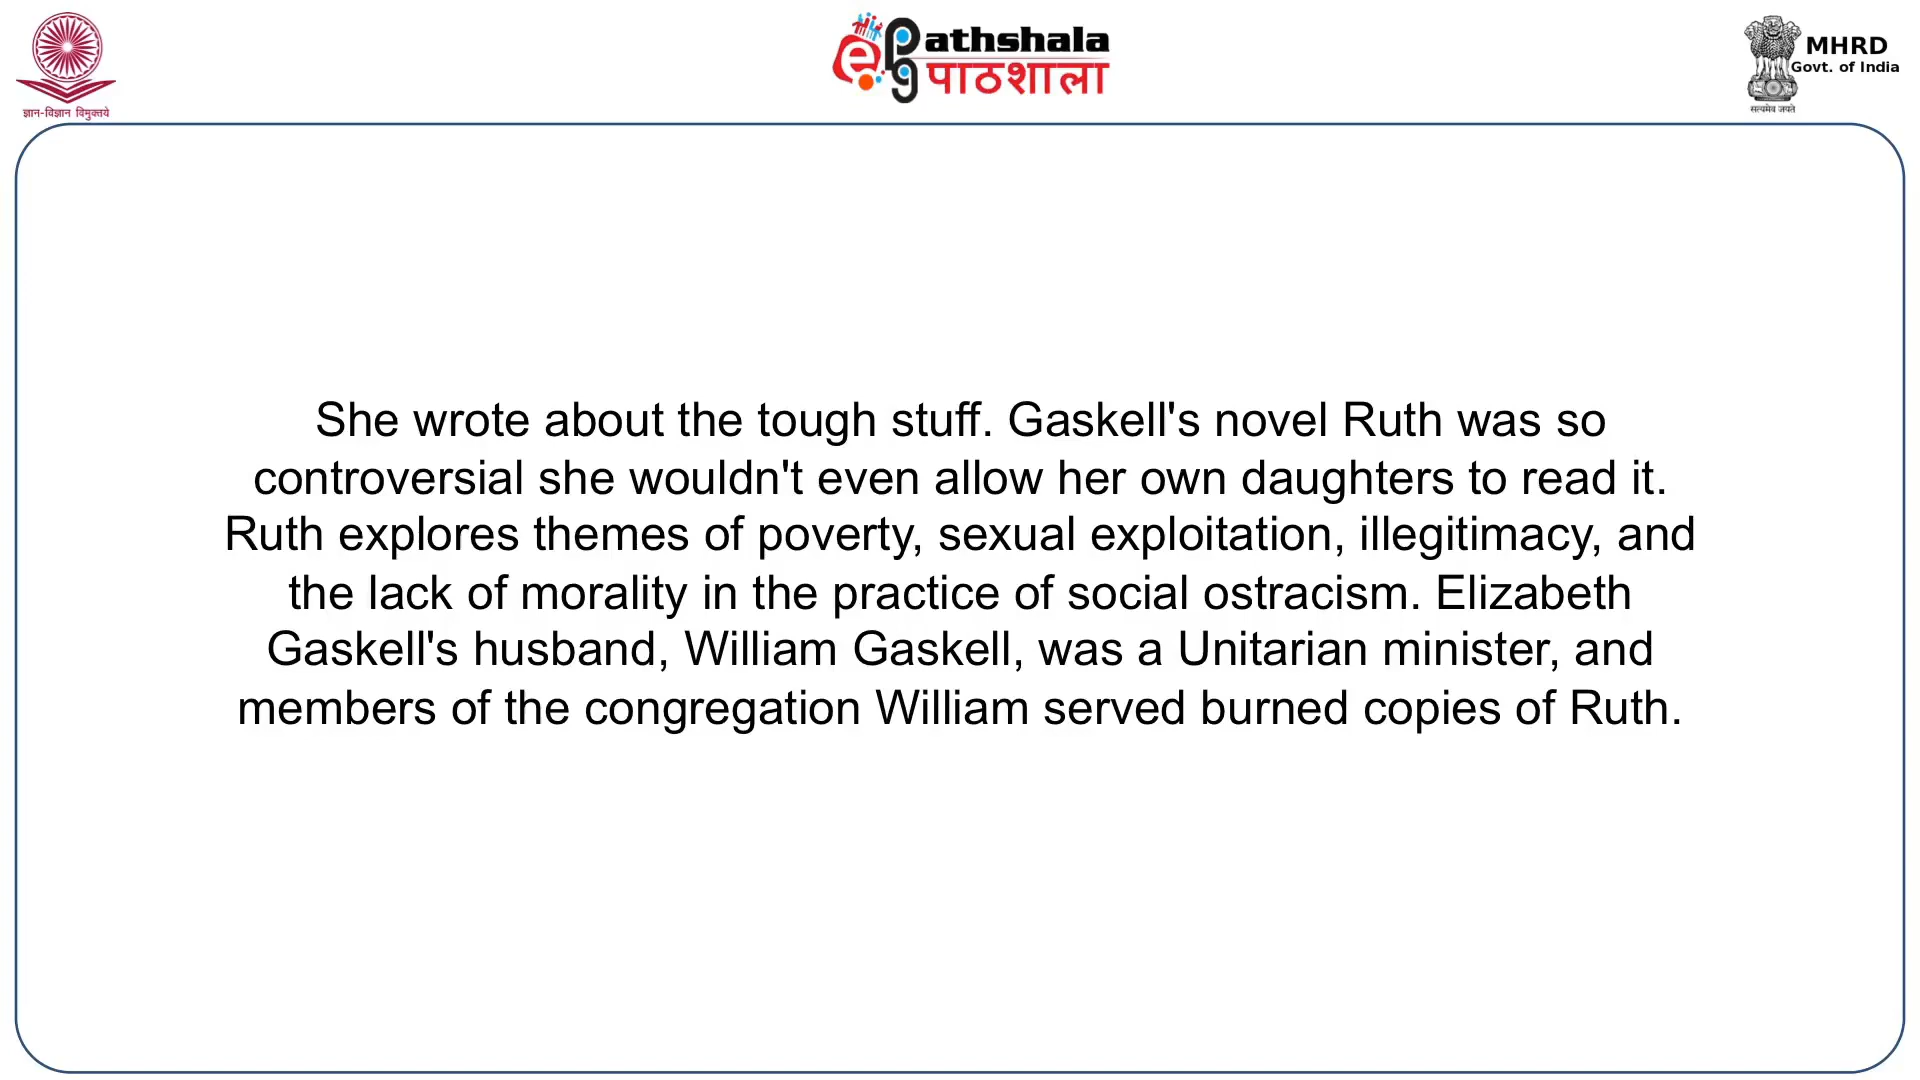 ज्ञान-विज्ञान विमुक्तये
e
pg
athshala
पाठशाला
MHRD
Govt. of India
सत्यमेव जयते
She wrote about the tough stuff. Gaskell's novel Ruth was so
controversial she wouldn't even allow her own daughters to read it.
Ruth explores themes of poverty, sexual exploitation, illegitimacy, and
the lack of morality in the practice of social ostracism. Elizabeth
Gaskell's husband, William Gaskell, was a Unitarian minister, and
members of the congregation William served burned copies of Ruth.